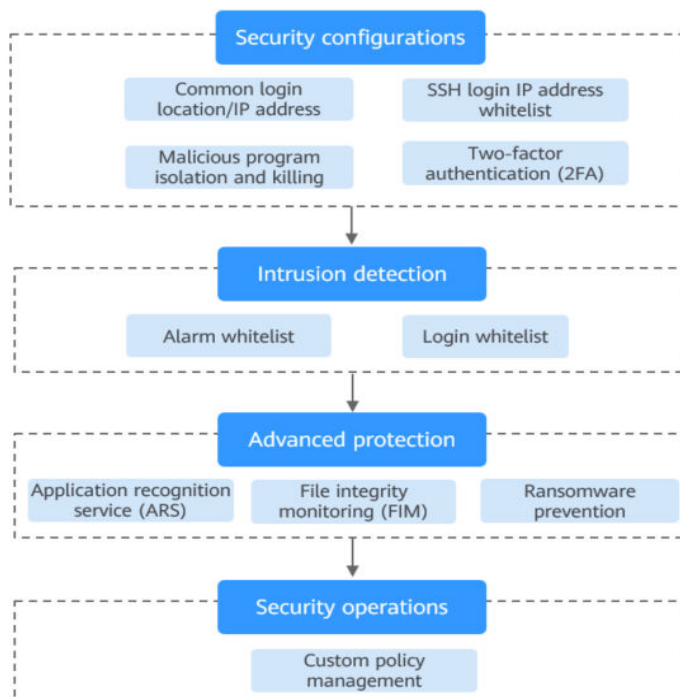 Security configurations
Common login
location/IP address
SSH login IP address
whitelist
Malicious program
isolation and killing
Two-factor
authentication (2FA)
Intrusion detection
Alarm whitelist
Login whitelist
Advanced protection
Application recognition
service (ARS)
File integrity
monitoring (FIM)
Ransomware
prevention
Security operations
Custom policy
management